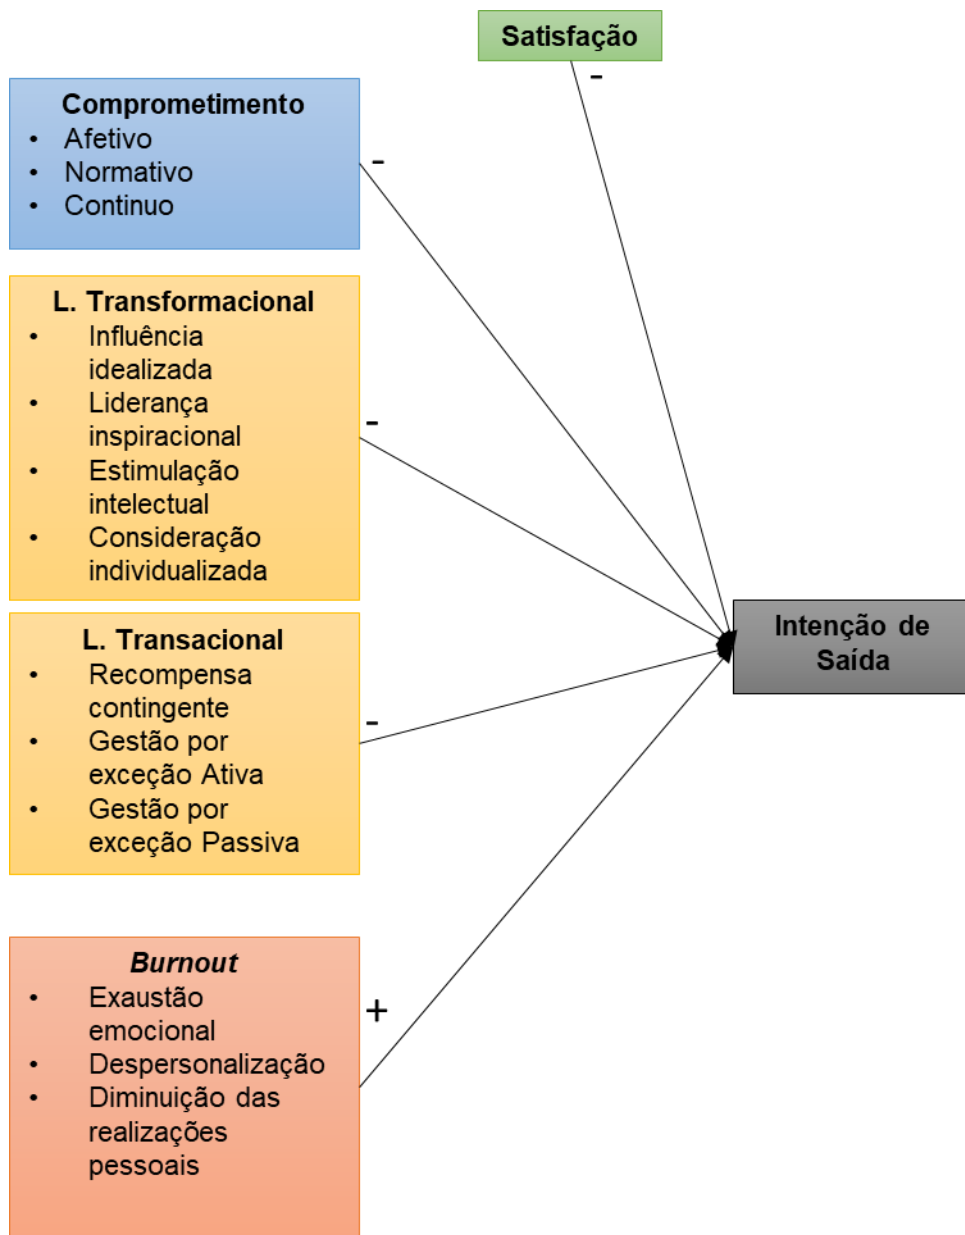 Satisfação
-
Comprometimento
• Afetivo
• Normativo
• Continuo
-
L. Transformacional
• Influência
idealizada
• Liderança
inspiracional
• Estimulação
intelectual
• Consideração
individualizada
-
L. Transacional
• Recompensa
contingente
• Gestão por
exceção Ativa
• Gestão por
exceção Passiva
-
Burnout
• Exaustão
emocional
• Despersonalização
• Diminuição das
realizações
pessoais
+
Intenção de
Saída